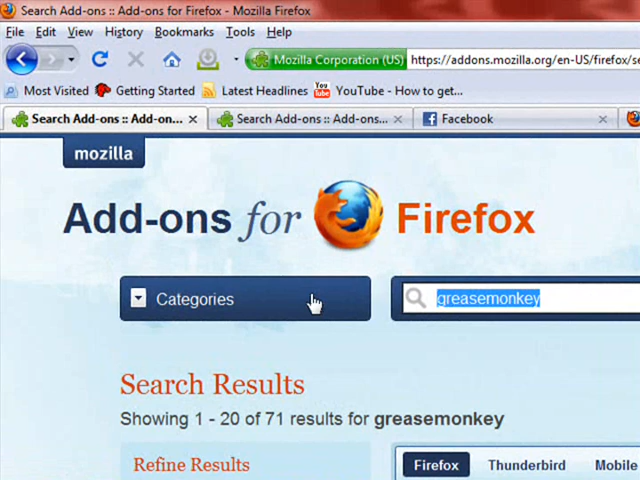 Search Add-ons :: Add-ons for Firefox - Mozilla Firefox
File Edit View History Bookmarks Tools Help
Mozilla Corporation (US) https://addons.mozilla.org/en-US/firefox/se
Most Visited Getting Started Latest Headlines You Tube YouTube - How to get...
Search Add-ons :: Add-on... Search Add-ons :: Add-ons... Facebook
mozilla
Add-ons for Firefox
Categories greasemonkey
Search Results
Showing 1 - 20 of 71 results for greasemonkey
Refine Results Firefox Thunderbird Mobile